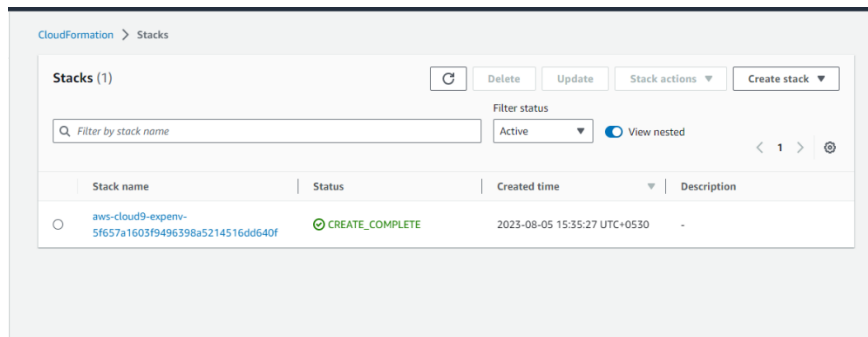 CloudFormation > Stacks
Stacks (1)
Delete
Update
Stack actions
Create stack
Filter status
Filter by stack name
Active
View nested
< 1 >
Stack name
Status
Created time
Description
aws-cloud9-expenv-
5f657a1603f9496398a5214516dd640f
CREATE_COMPLETE
2023-08-05 15:35:27 UTC+0530
-